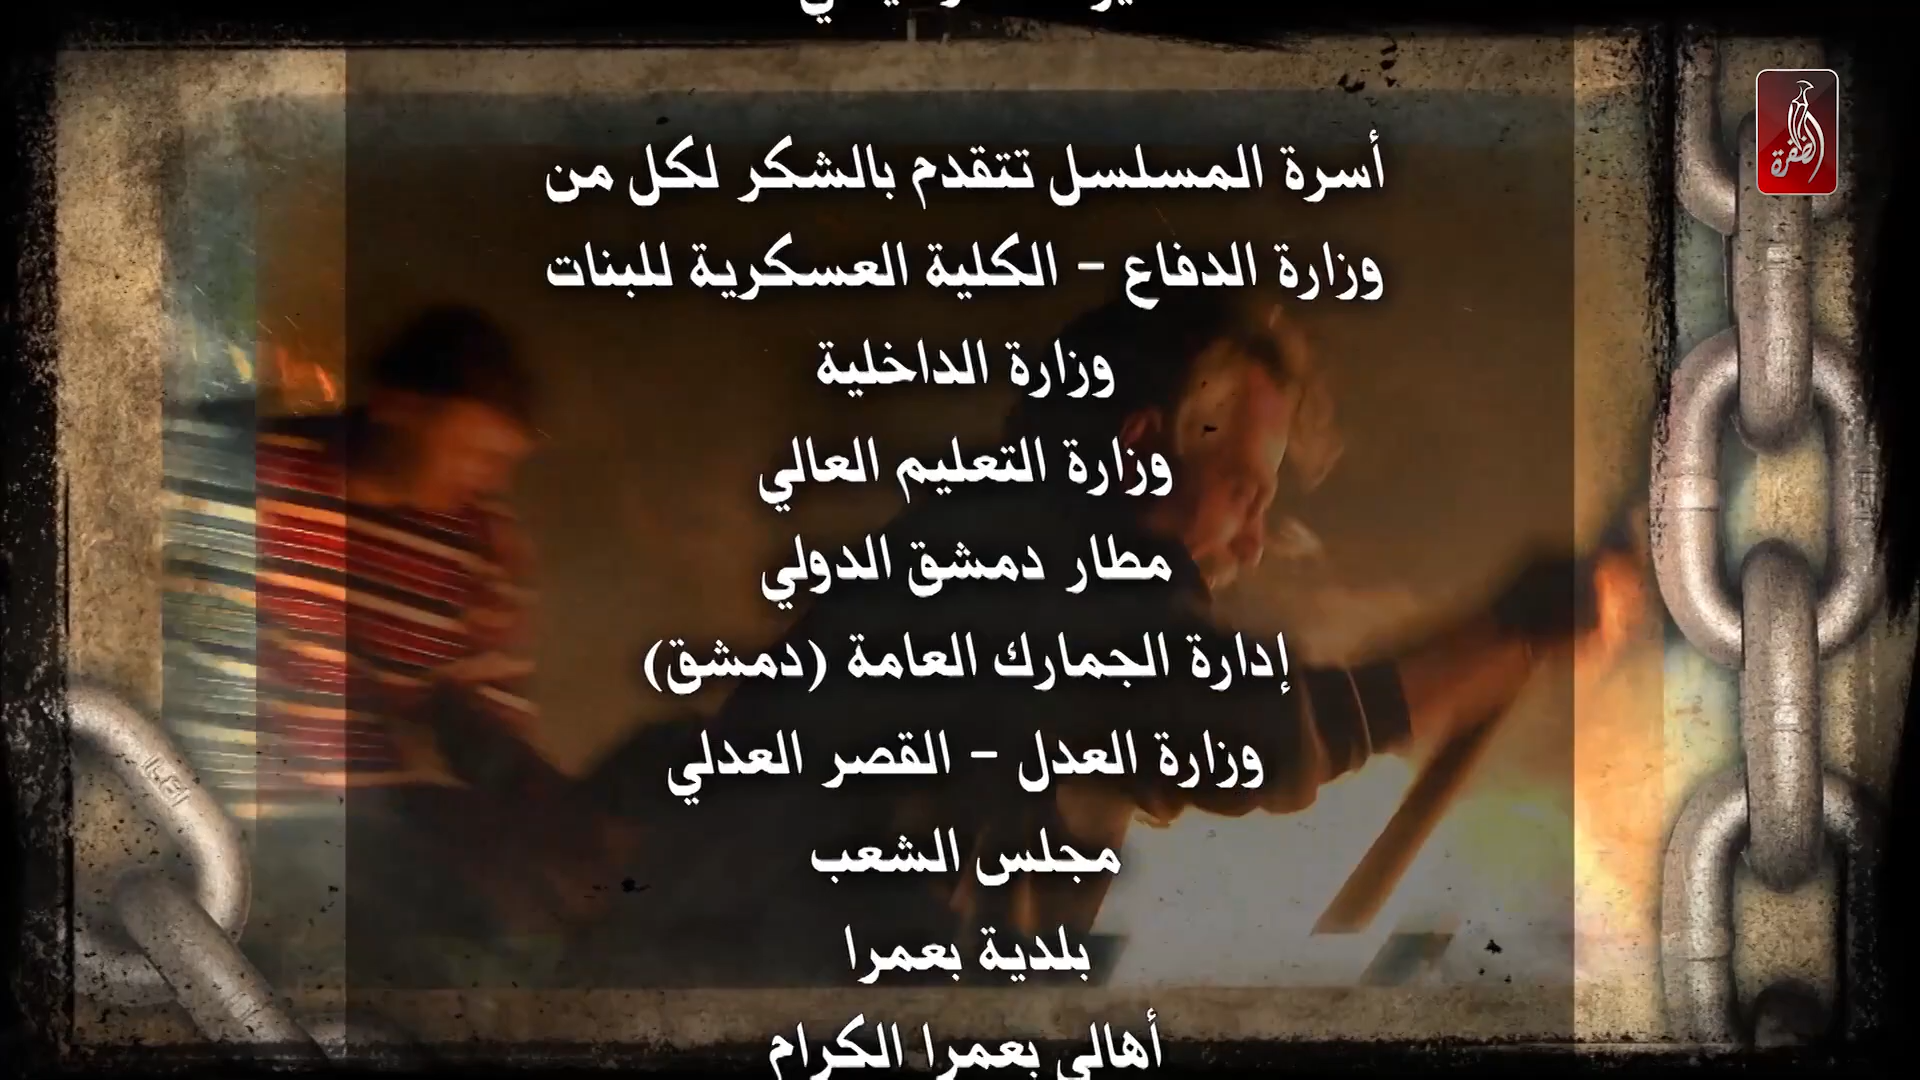 أسرة المسلسل تتقدم بالشكر لكل من
وزارة الدفاع - الكلية العسكرية للبنات
وزارة الداخلية
وزارة التعليم العالي
مطار دمشق الدولي
إدارة الجمارك العامة (دمشق)
وزارة العدل - القصر العدلي
مجلس الشعب
بلدية بعمرا
أهالي بعمرا الكرام
الظفرة